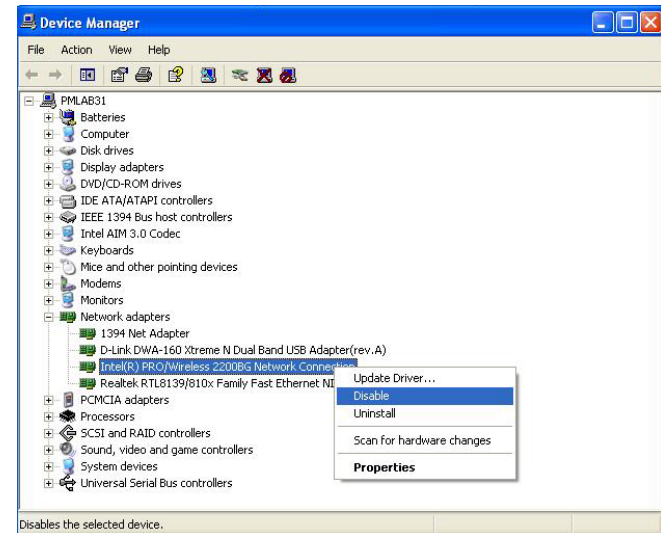 Device Manager
File Action View Help
PMLAB31
Batteries
Computer
Disk drives
Display adapters
DVD/CD-ROM drives
IDE ATA/ATAPI controllers
IEEE 1394 Bus host controllers
Intel AIM 3.0 Codec
Keyboards
Mice and other pointing devices
Modems
Monitors
Network adapters
1394 Net Adapter
D-Link DWA-160 Xtreme N Dual Band USB Adapter(rev.A)
Intel(R) PRO/Wireless 2200BG Network Connection
Realtek RTL8139/810x Family Fast Ethernet NI
PCMCIA adapters
Processors
SCSI and RAID controllers
Sound, video and game controllers
System devices
Universal Serial Bus controllers
Update Driver...
Disable
Uninstall
Scan for hardware changes
Properties
Disables the selected device.